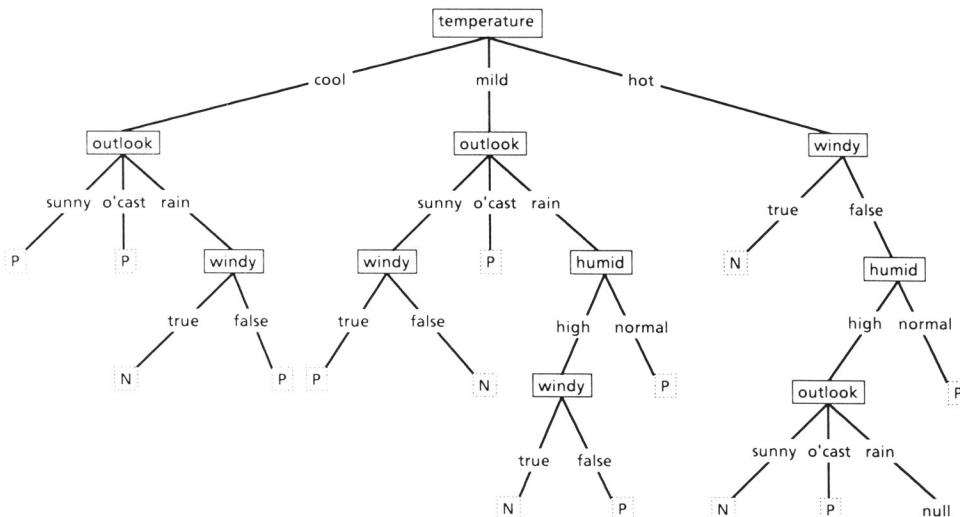 temperature
cool mild hot
outlook outlook windy
sunny o'cast rain sunny o'cast rain true false
P P windy windy P humid N humid
true false true false high normal high normal
N P P N windy P outlook P
true false sunny o'cast rain
N P N P null